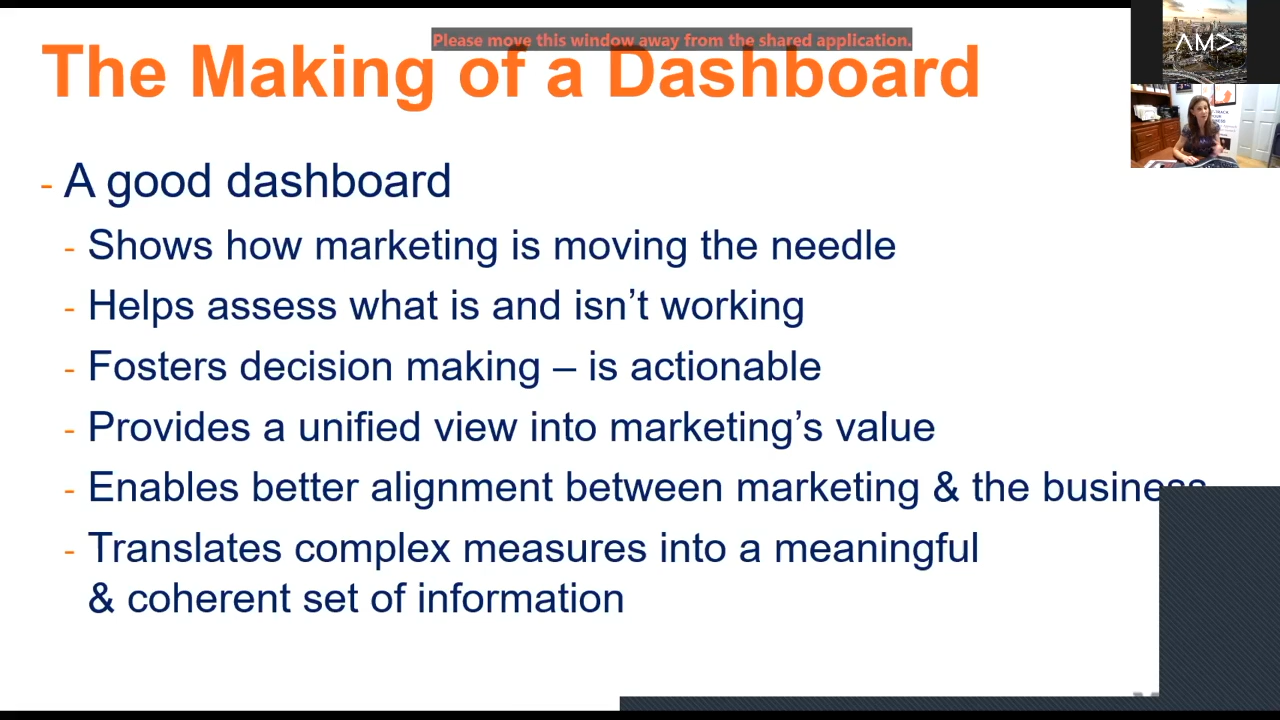 Please move this window away from the shared application.
The Making of a Dashboard
- A good dashboard
- Shows how marketing is moving the needle
- Helps assess what is and isn’t working
- Fosters decision making – is actionable
- Provides a unified view into marketing’s value
- Enables better alignment between marketing & the business
- Translates complex measures into a meaningful
& coherent set of information